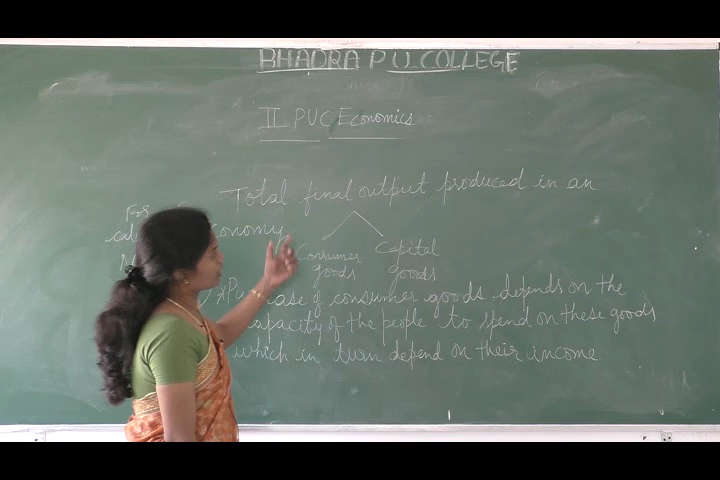 BHADRA P U COLLEGE
II PUC Economics
Total final output produced in an
economy
Consumer goods
Capital goods
Purchase of consumer goods depends on the
capacity of the people to spend on these goods
which in turn depend on their income